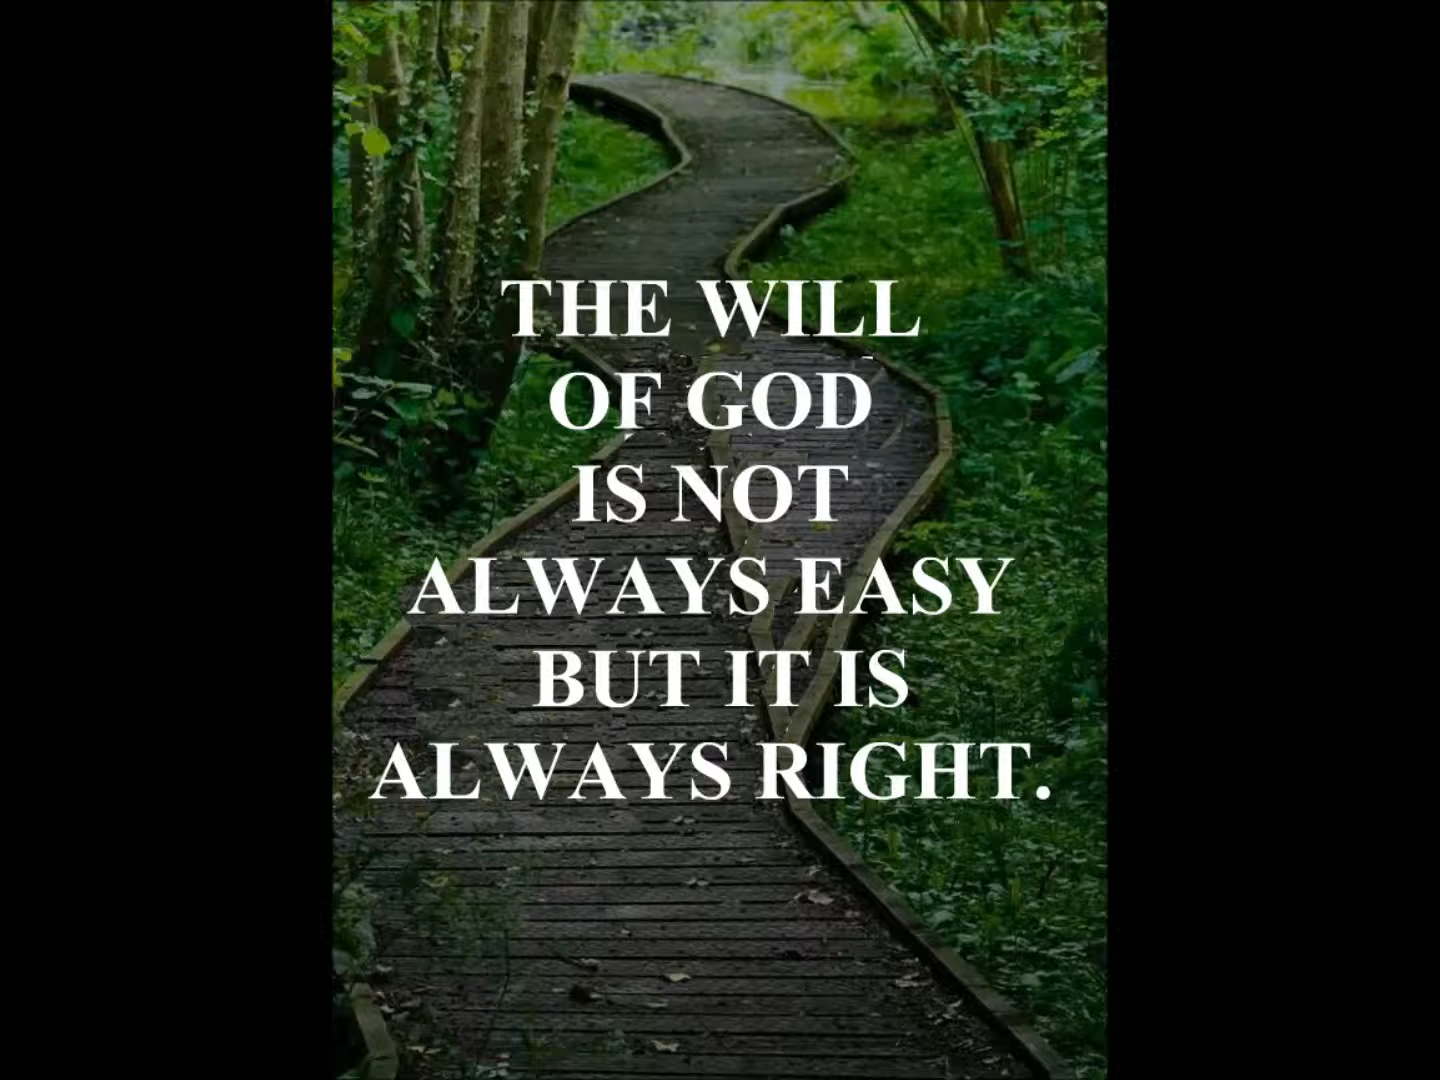 THE WILL
OF GOD
IS NOT
ALWAYS EASY
BUT IT IS
ALWAYS RIGHT.